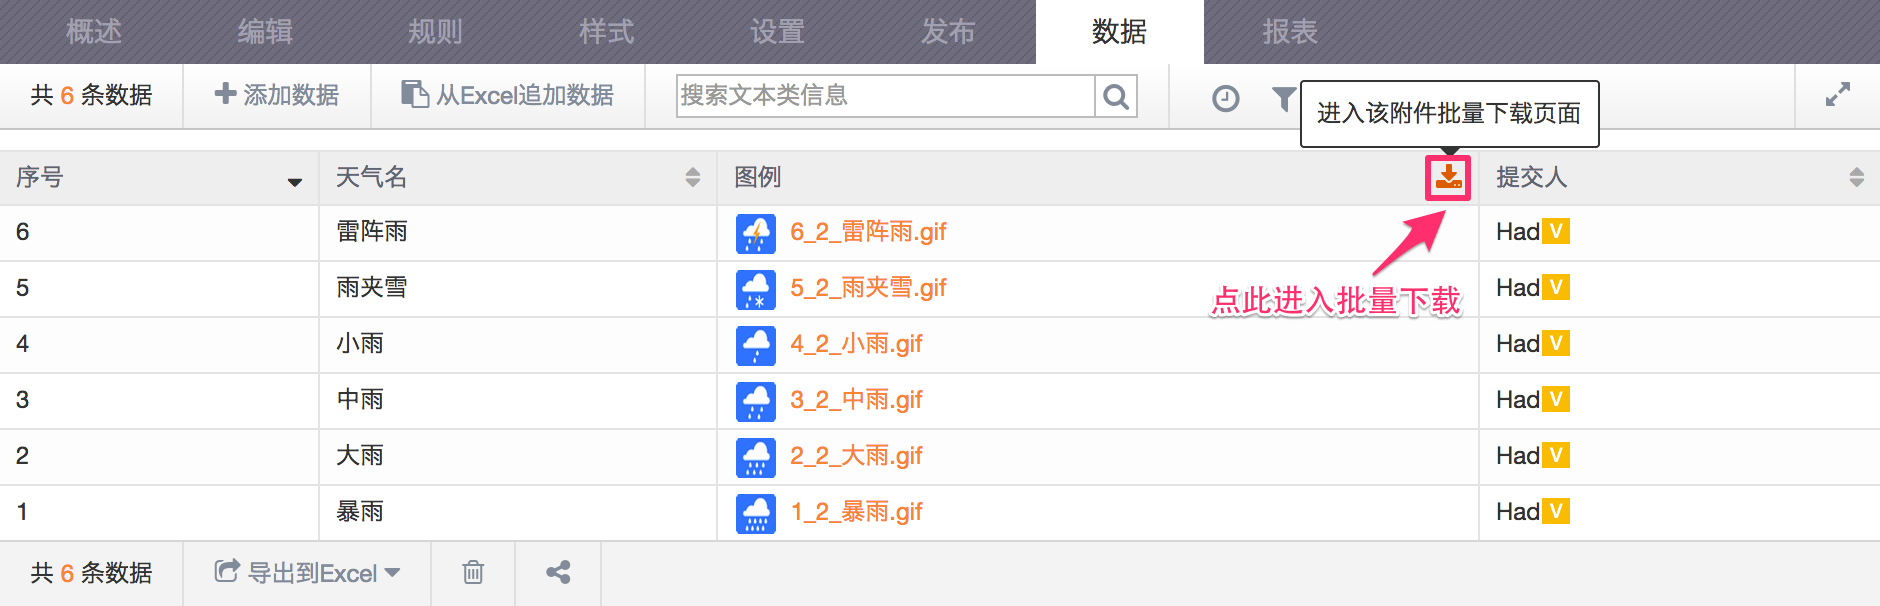 概述 编辑 规则 样式 设置 发布 数据 报表
共 6 条数据 添加数据 从Excel追加数据 搜索文本类信息
进入该附件批量下载页面
序号 天气名 图例 提交人
6 雷阵雨 6_2_雷阵雨.gif Had V
5 雨夹雪 5_2_雨夹雪.gif Had V
点此进入批量下载
4 小雨 4_2_小雨.gif Had V
3 中雨 3_2_中雨.gif Had V
2 大雨 2_2_大雨.gif Had V
1 暴雨 1_2_暴雨.gif Had V
共 6 条数据 导出到Excel